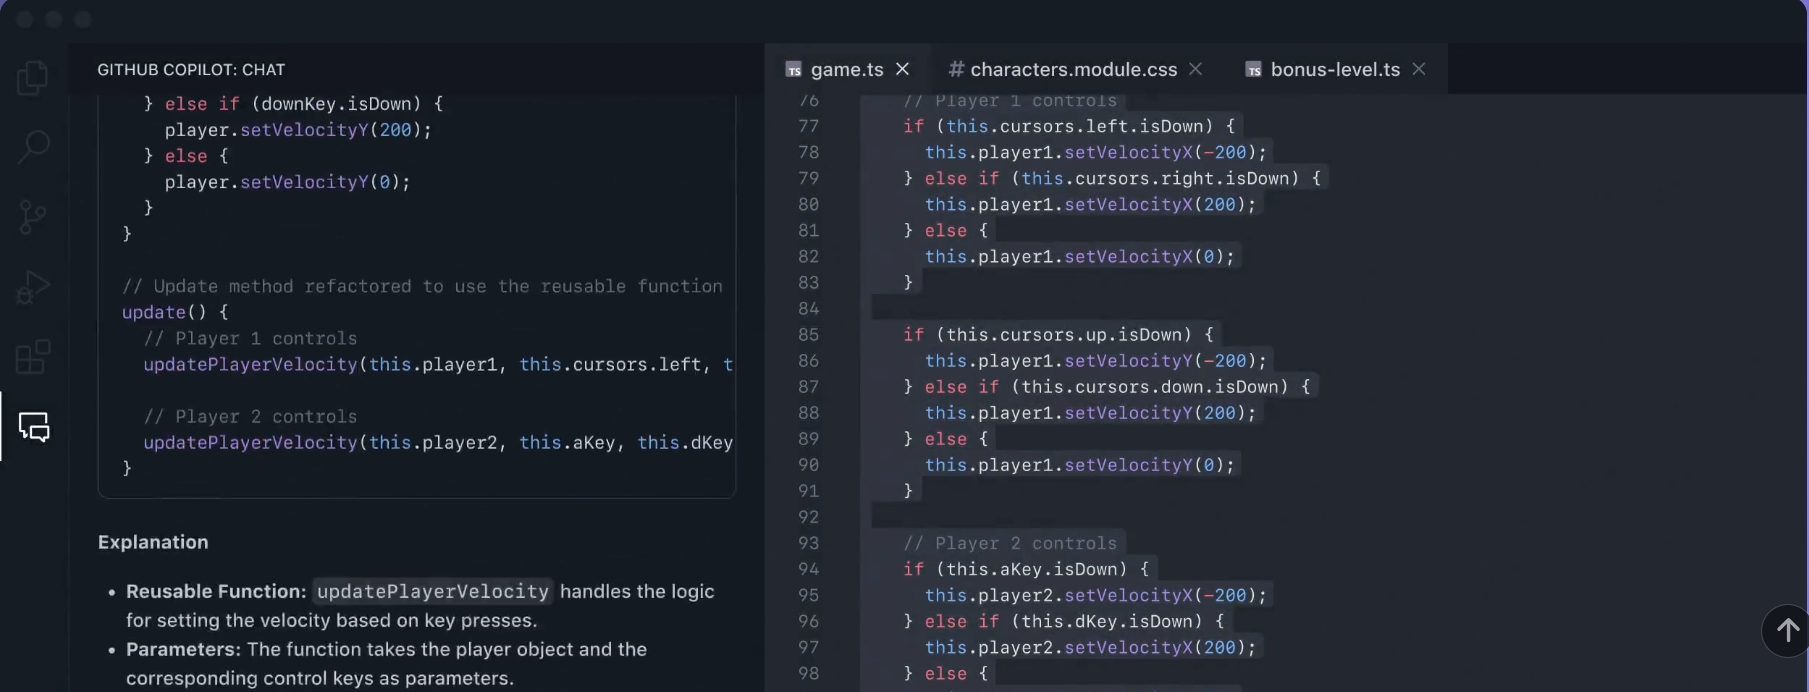 GITHUB COPILOT: CHAT
} else if (downKey.isDown) {
player.setVelocityY(200);
} else {
player.setVelocityY(0);
}
}
// Update method refactored to use the reusable function
update() {
// Player 1 controls
updatePlayerVelocity(this.player1, this.cursors.left, t
// Player 2 controls
updatePlayerVelocity(this.player2, this.aKey, this.dKey
}
Explanation
• Reusable Function: updatePlayerVelocity handles the logic
for setting the velocity based on key presses.
• Parameters: The function takes the player object and the
corresponding control keys as parameters.
TS game.ts × # characters.module.css × TS bonus-level.ts ×
76 // Player 1 controls
77 if (this.cursors.left.isDown) {
78 this.player1.setVelocityX(-200);
79 } else if (this.cursors.right.isDown) {
80 this.player1.setVelocityX(200);
81 } else {
82 this.player1.setVelocityX(0);
83 }
84
85 if (this.cursors.up.isDown) {
86 this.player1.setVelocityY(-200);
87 } else if (this.cursors.down.isDown) {
88 this.player1.setVelocityY(200);
89 } else {
90 this.player1.setVelocityY(0);
91 }
92
93 // Player 2 controls
94 if (this.aKey.isDown) {
95 this.player2.setVelocityX(-200);
96 } else if (this.dKey.isDown) {
97 this.player2.setVelocityX(200);
98 } else {